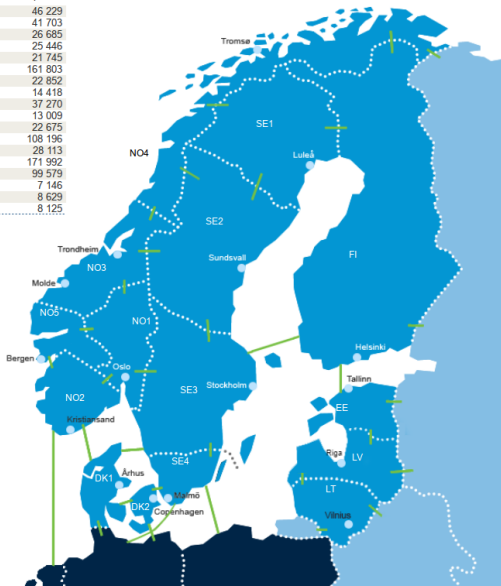 46 229
41 703
26 685
25 446
21 745
161 803
22 852
14 418
37 270
13 009
22 675
108 196
28 113
171 992
99 579
7 146
8 629
8 125
Tromsø
SE1
NO4
Luleå
SE2
Trondheim
NO3
Sundsvall
FI
Molde
NO5
NO1
Helsinki
Bergen
Oslo
Tallinn
Stockholm
SE3
NO2
EE
Kristiansand
Riga
LV
SE4
Århus
DK1
LT
Malmö
DK2
Copenhagen
Vilnius